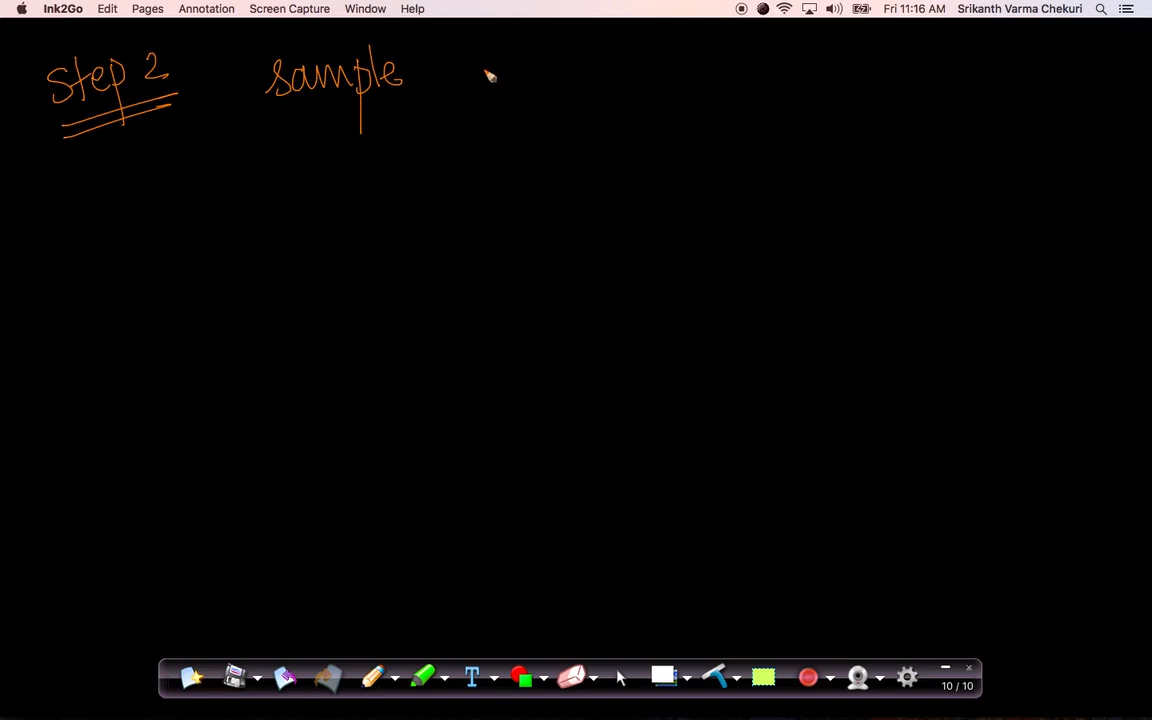 Ink2Go Edit Pages Annotation Screen Capture Window Help Fri 11:16 AM Srikanth Varma Chekuri
step 2 sample
T
10 / 10